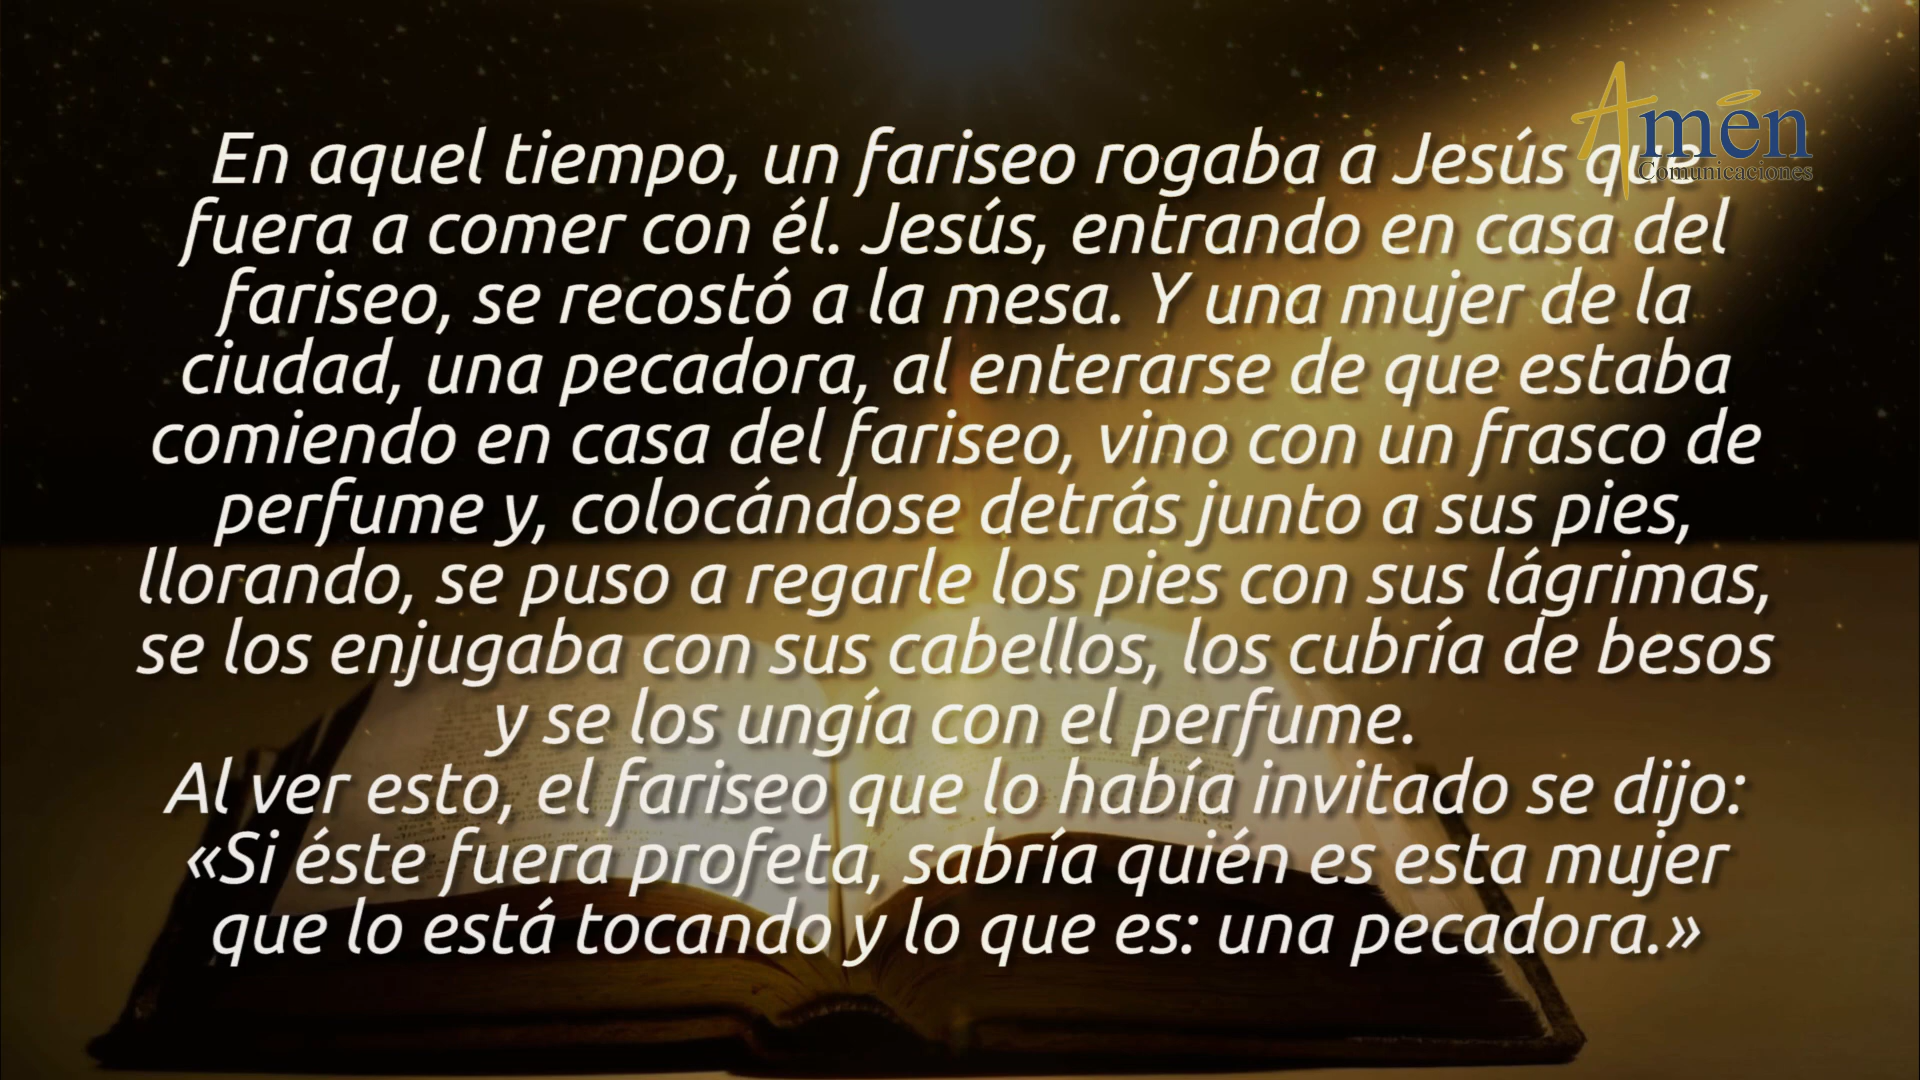 Amén
Comunicaciones
En aquel tiempo, un fariseo rogaba a Jesús que
fuera a comer con él. Jesús, entrando en casa del
fariseo, se recostó a la mesa. Y una mujer de la
ciudad, una pecadora, al enterarse de que estaba
comiendo en casa del fariseo, vino con un frasco de
perfume y, colocándose detrás junto a sus pies,
llorando, se puso a regarle los pies con sus lágrimas,
se los enjugaba con sus cabellos, los cubría de besos
y se los ungía con el perfume.
Al ver esto, el fariseo que lo había invitado se dijo:
«Si éste fuera profeta, sabría quién es esta mujer
que lo está tocando y lo que es: una pecadora.»